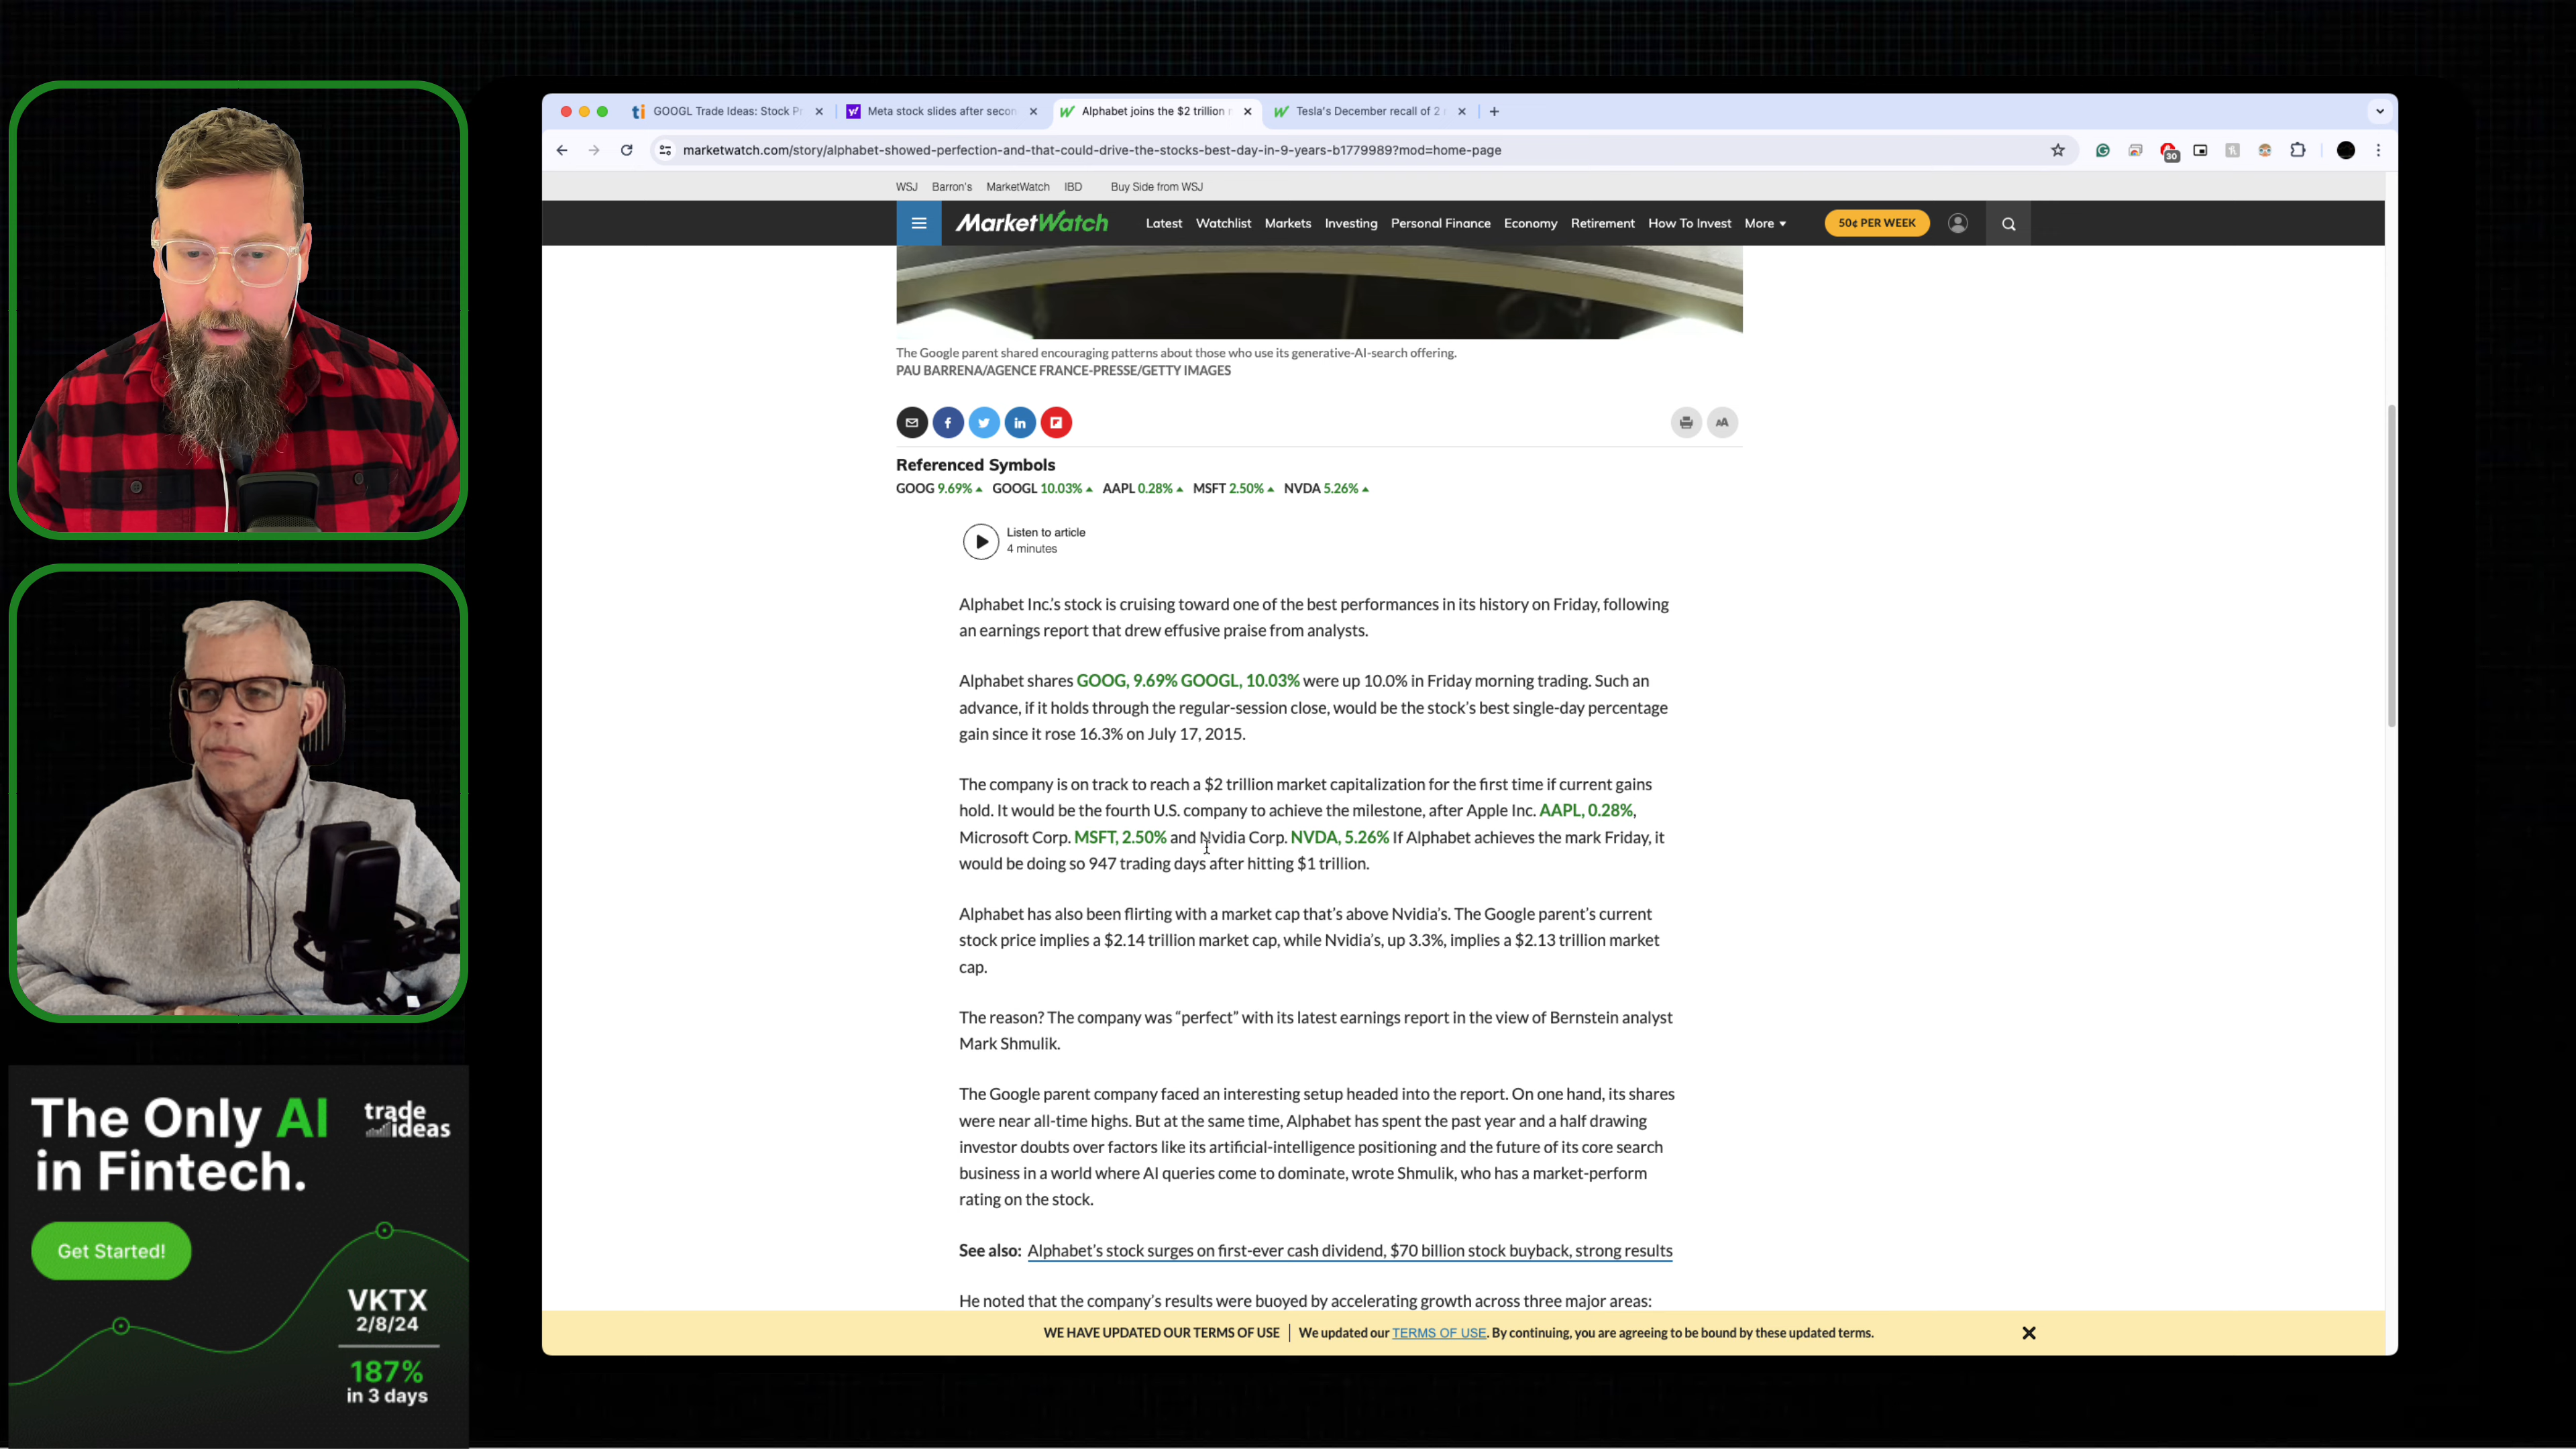 GOOGL Trade Ideas: Stock Pr
Meta stock slides after secon
Alphabet joins the $2 trillion
Tesla's December recall of 2
marketwatch.com/story/alphabet-showed-perfection-and-that-could-drive-the-stocks-best-day-in-9-years-b1779989?mod=home-page
30
WSJ Barron's MarketWatch IBD Buy Side from WSJ
MarketWatch Latest Watchlist Markets Investing Personal Finance Economy Retirement How To Invest More 50¢ PER WEEK
The Google parent shared encouraging patterns about those who use its generative-AI-search offering.
PAU BARRENA/AGENCE FRANCE-PRESSE/GETTY IMAGES
AA
Referenced Symbols
GOOG 9.69% GOOGL 10.03% AAPL 0.28% MSFT 2.50% NVDA 5.26%
Listen to article
4 minutes
Alphabet Inc.'s stock is cruising toward one of the best performances in its history on Friday, following
an earnings report that drew effusive praise from analysts.
Alphabet shares GOOG, 9.69% GOOGL, 10.03% were up 10.0% in Friday morning trading. Such an
advance, if it holds through the regular-session close, would be the stock's best single-day percentage
gain since it rose 16.3% on July 17, 2015.
The company is on track to reach a $2 trillion market capitalization for the first time if current gains
hold. It would be the fourth U.S. company to achieve the milestone, after Apple Inc. AAPL, 0.28%,
Microsoft Corp. MSFT, 2.50% and Nvidia Corp. NVDA, 5.26% If Alphabet achieves the mark Friday, it
would be doing so 947 trading days after hitting $1 trillion.
Alphabet has also been flirting with a market cap that's above Nvidia's. The Google parent's current
stock price implies a $2.14 trillion market cap, while Nvidia's, up 3.3%, implies a $2.13 trillion market
cap.
The reason? The company was “perfect” with its latest earnings report in the view of Bernstein analyst
Mark Shmulik.
The Google parent company faced an interesting setup headed into the report. On one hand, its shares
were near all-time highs. But at the same time, Alphabet has spent the past year and a half drawing
investor doubts over factors like its artificial-intelligence positioning and the future of its core search
business in a world where AI queries come to dominate, wrote Shmulik, who has a market-perform
rating on the stock.
See also: Alphabet's stock surges on first-ever cash dividend, $70 billion stock buyback, strong results
He noted that the company's results were buoyed by accelerating growth across three major areas:
WE HAVE UPDATED OUR TERMS OF USE | We updated our TERMS OF USE. By continuing, you are agreeing to be bound by these updated terms.
The Only AI
in Fintech.
trade
ideas
Get Started!
VKTX
2/8/24
187%
in 3 days